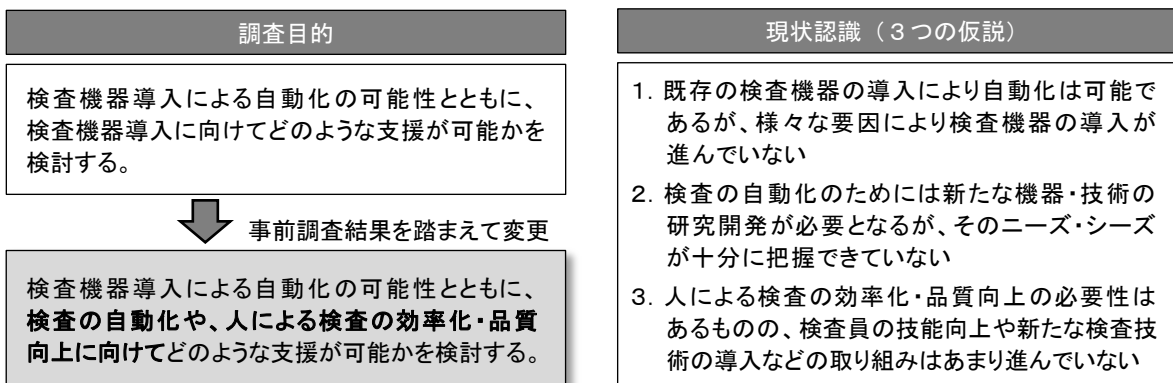 調査目的
検査機器導入による自動化の可能性とともに、
検査機器導入に向けてどのような支援が可能かを
検討する。
事前調査結果を踏まえて変更
検査機器導入による自動化の可能性とともに、
検査の自動化や、人による検査の効率化・品質
向上に向けてどのような支援が可能かを検討する。
現状認識（３つの仮説）
1. 既存の検査機器の導入により自動化は可能で
あるが、様々な要因により検査機器の導入が
進んでいない
2. 検査の自動化のためには新たな機器・技術の
研究開発が必要となるが、そのニーズ・シーズ
が十分に把握できていない
3. 人による検査の効率化・品質向上の必要性は
あるものの、検査員の技能向上や新たな検査技
術の導入などの取り組みはあまり進んでいない